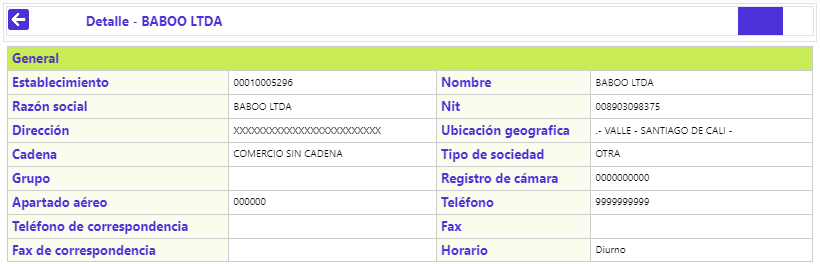 Detalle - BABOO LTDA
General
Establecimiento 00010005296 Nombre BABOO LTDA
Razón social BABOO LTDA Nit 008903098375
Dirección XXXXXXXXXXXXXXXXXXXXXXXXX Ubicación geografica .- VALLE - SANTIAGO DE CALI -
Cadena COMERCIO SIN CADENA Tipo de sociedad OTRA
Grupo Registro de cámara 0000000000
Apartado aéreo 000000 Teléfono 9999999999
Teléfono de correspondencia Fax
Fax de correspondencia Horario Diurno